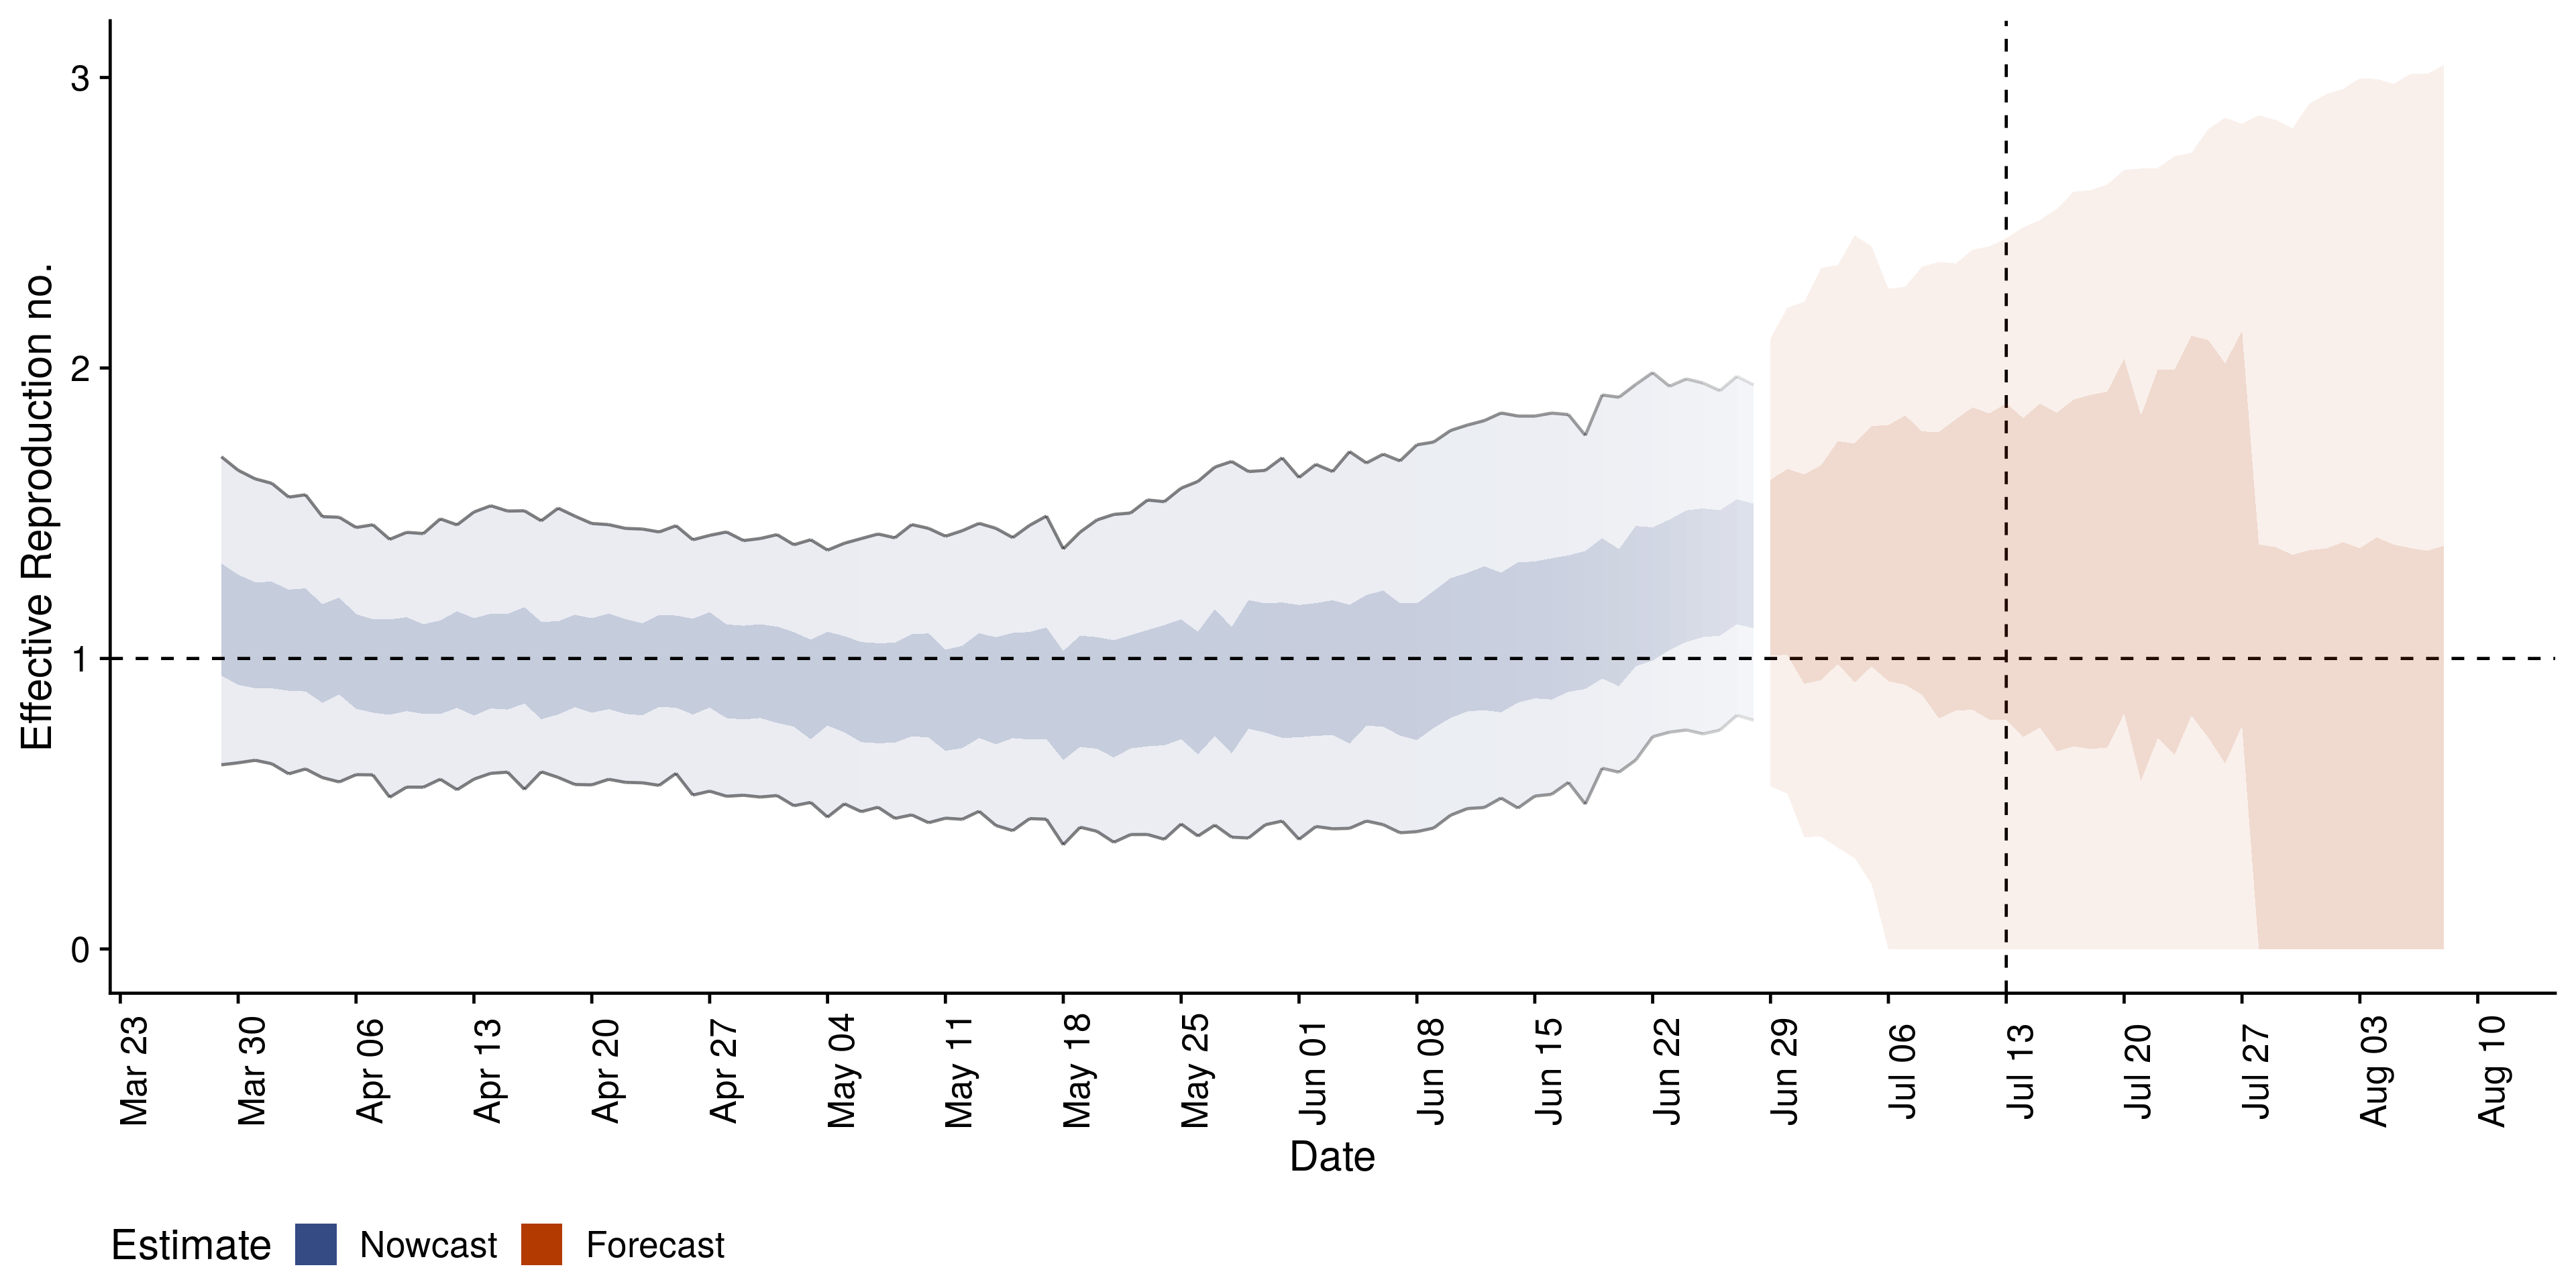 Effective Reproduction no.
3
2
1
0
Mar 23
Mar 30
Apr 06
Apr 13
Apr 20
Apr 27
May 04
May 11
May 18
May 25
Jun 01
Jun 08
Jun 15
Jun 22
Jun 29
Jul 06
Jul 13
Jul 20
Jul 27
Aug 03
Aug 10
Date
Estimate Nowcast Forecast